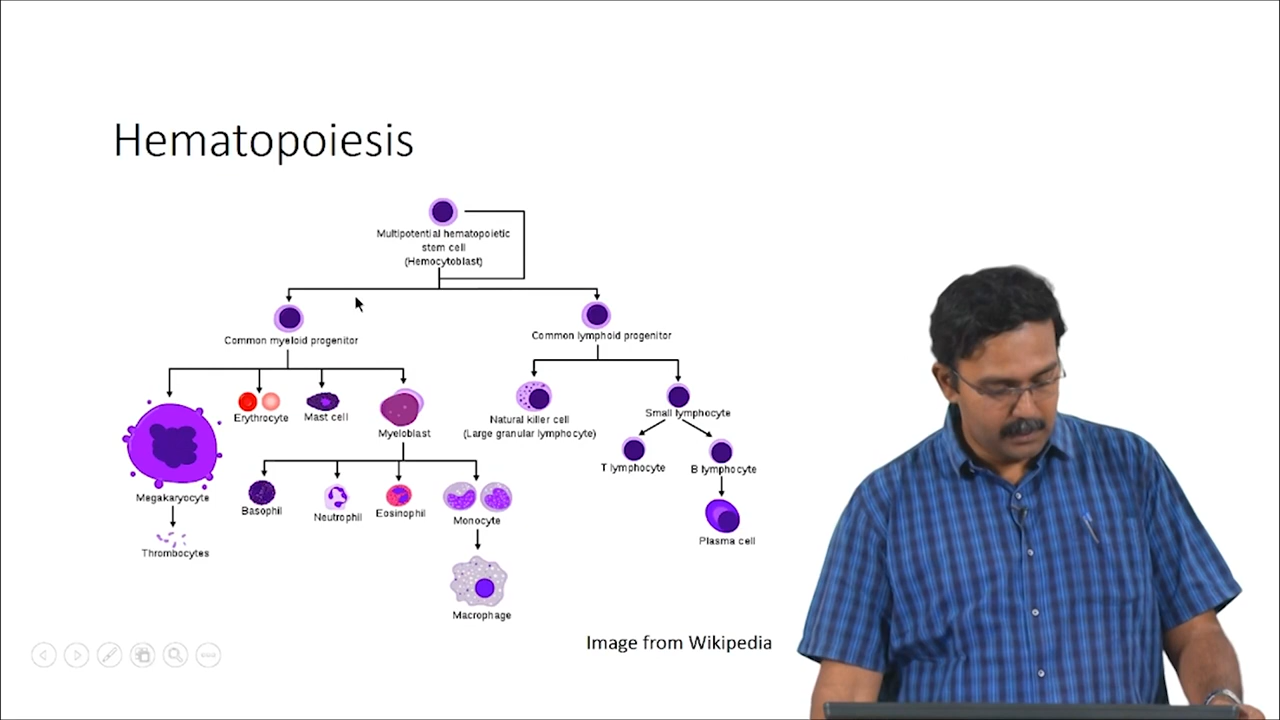 Hematopoiesis
Multipotential hematopoietic
stem cell
(Hemocytoblast)
Common myeloid progenitor
Common lymphoid progenitor
Erythrocyte
Mast cell
Myeloblast
Natural killer cell
(Large granular lymphocyte)
Small lymphocyte
T lymphocyte
B lymphocyte
Megakaryocyte
Basophil
Neutrophil
Eosinophil
Monocyte
Plasma cell
Thrombocytes
Macrophage
Image from Wikipedia